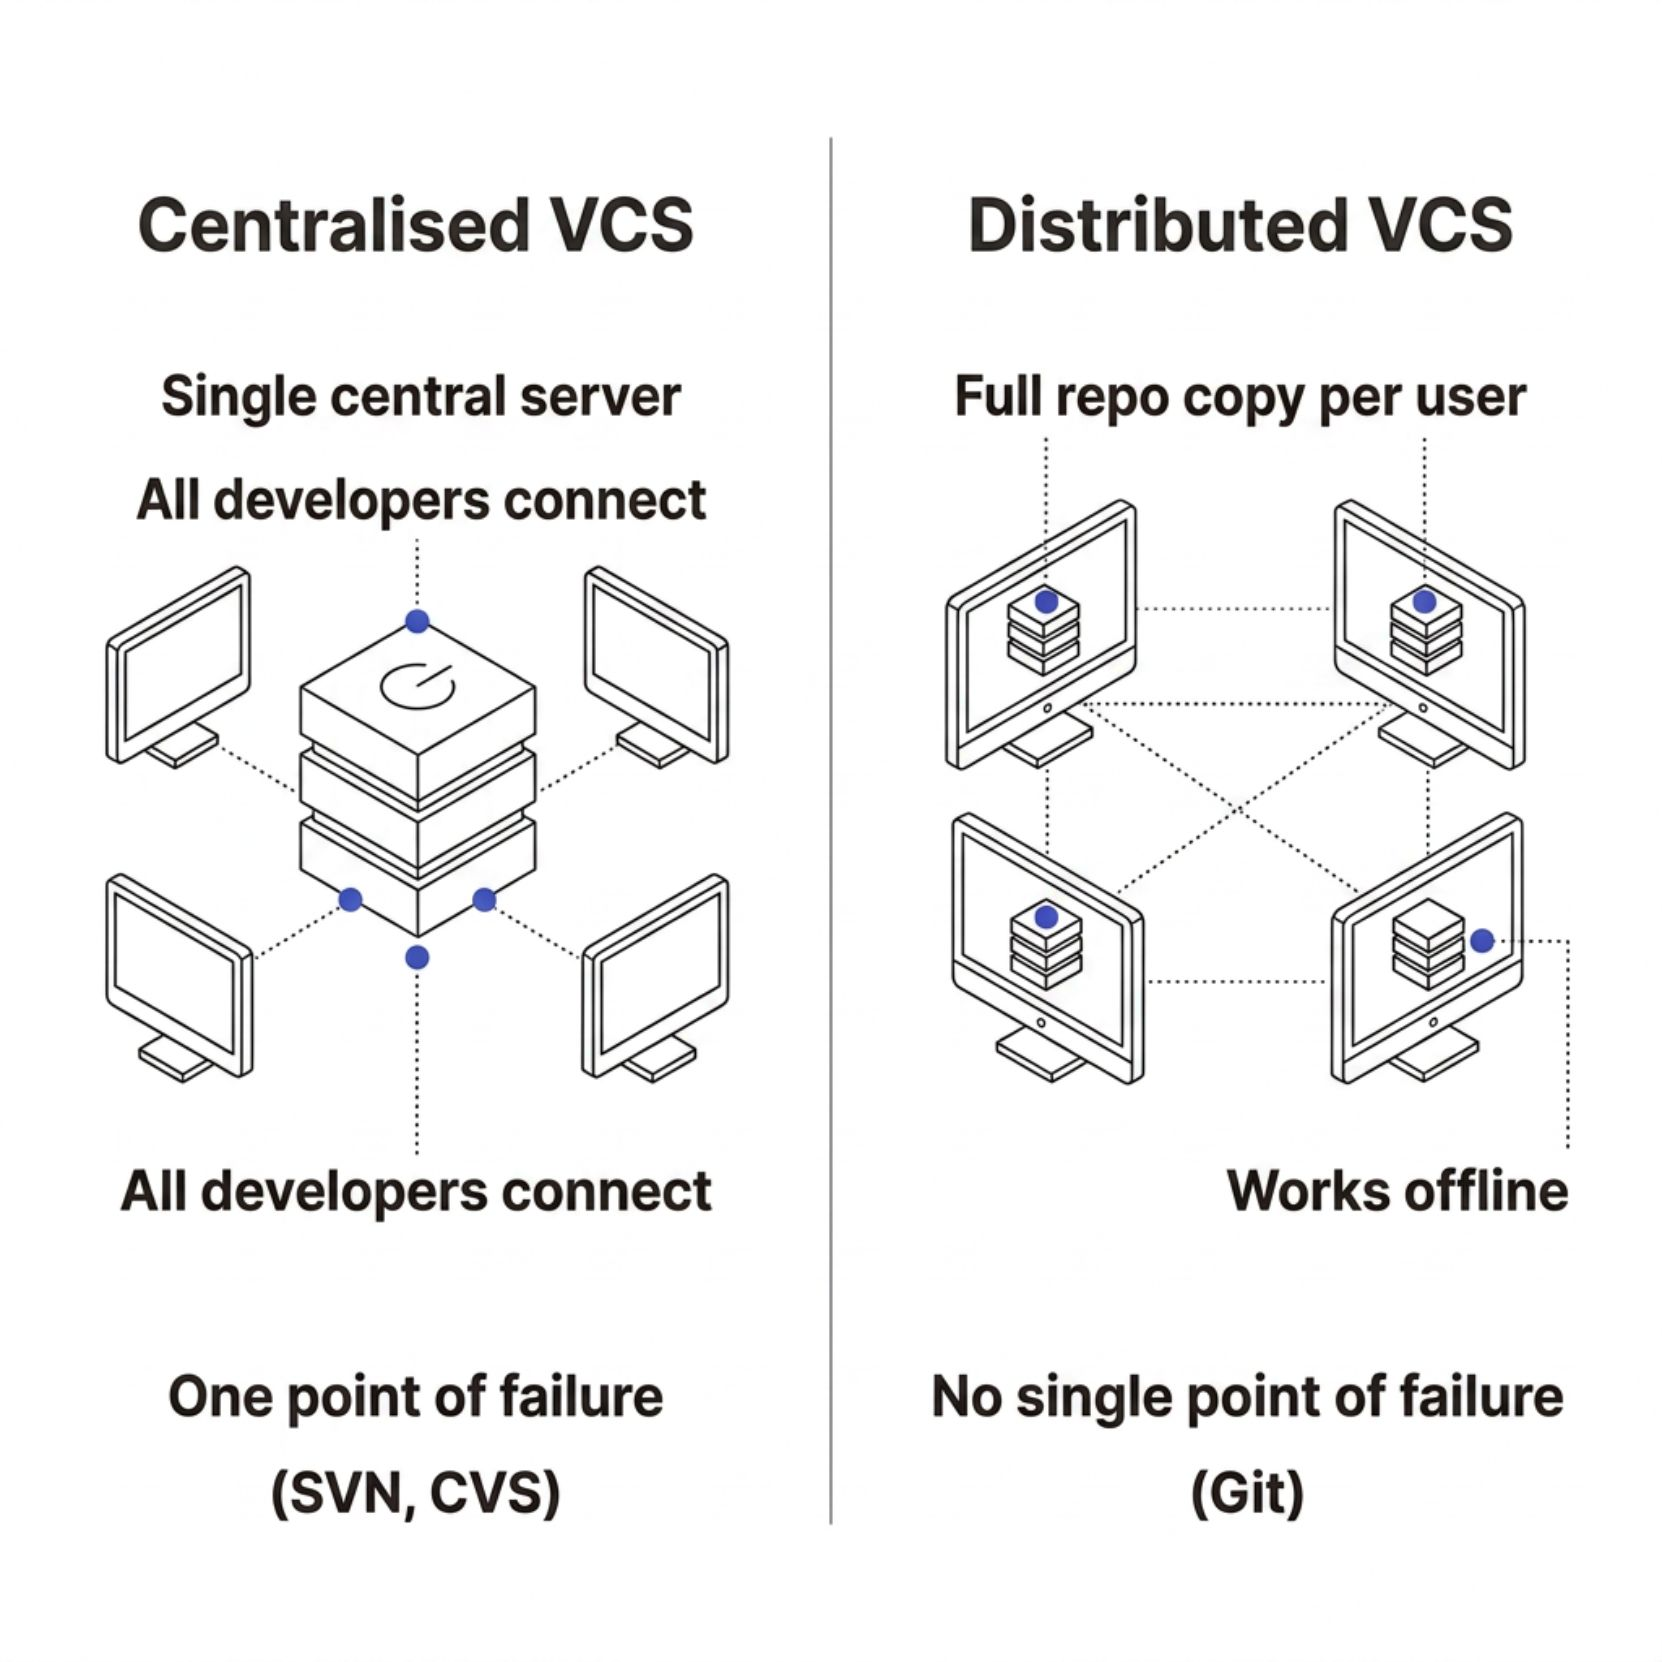 Centralised VCS
Single central server
All developers connect
All developers connect
One point of failure
(SVN, CVS)
Distributed VCS
Full repo copy per user
Works offline
No single point of failure
(Git)